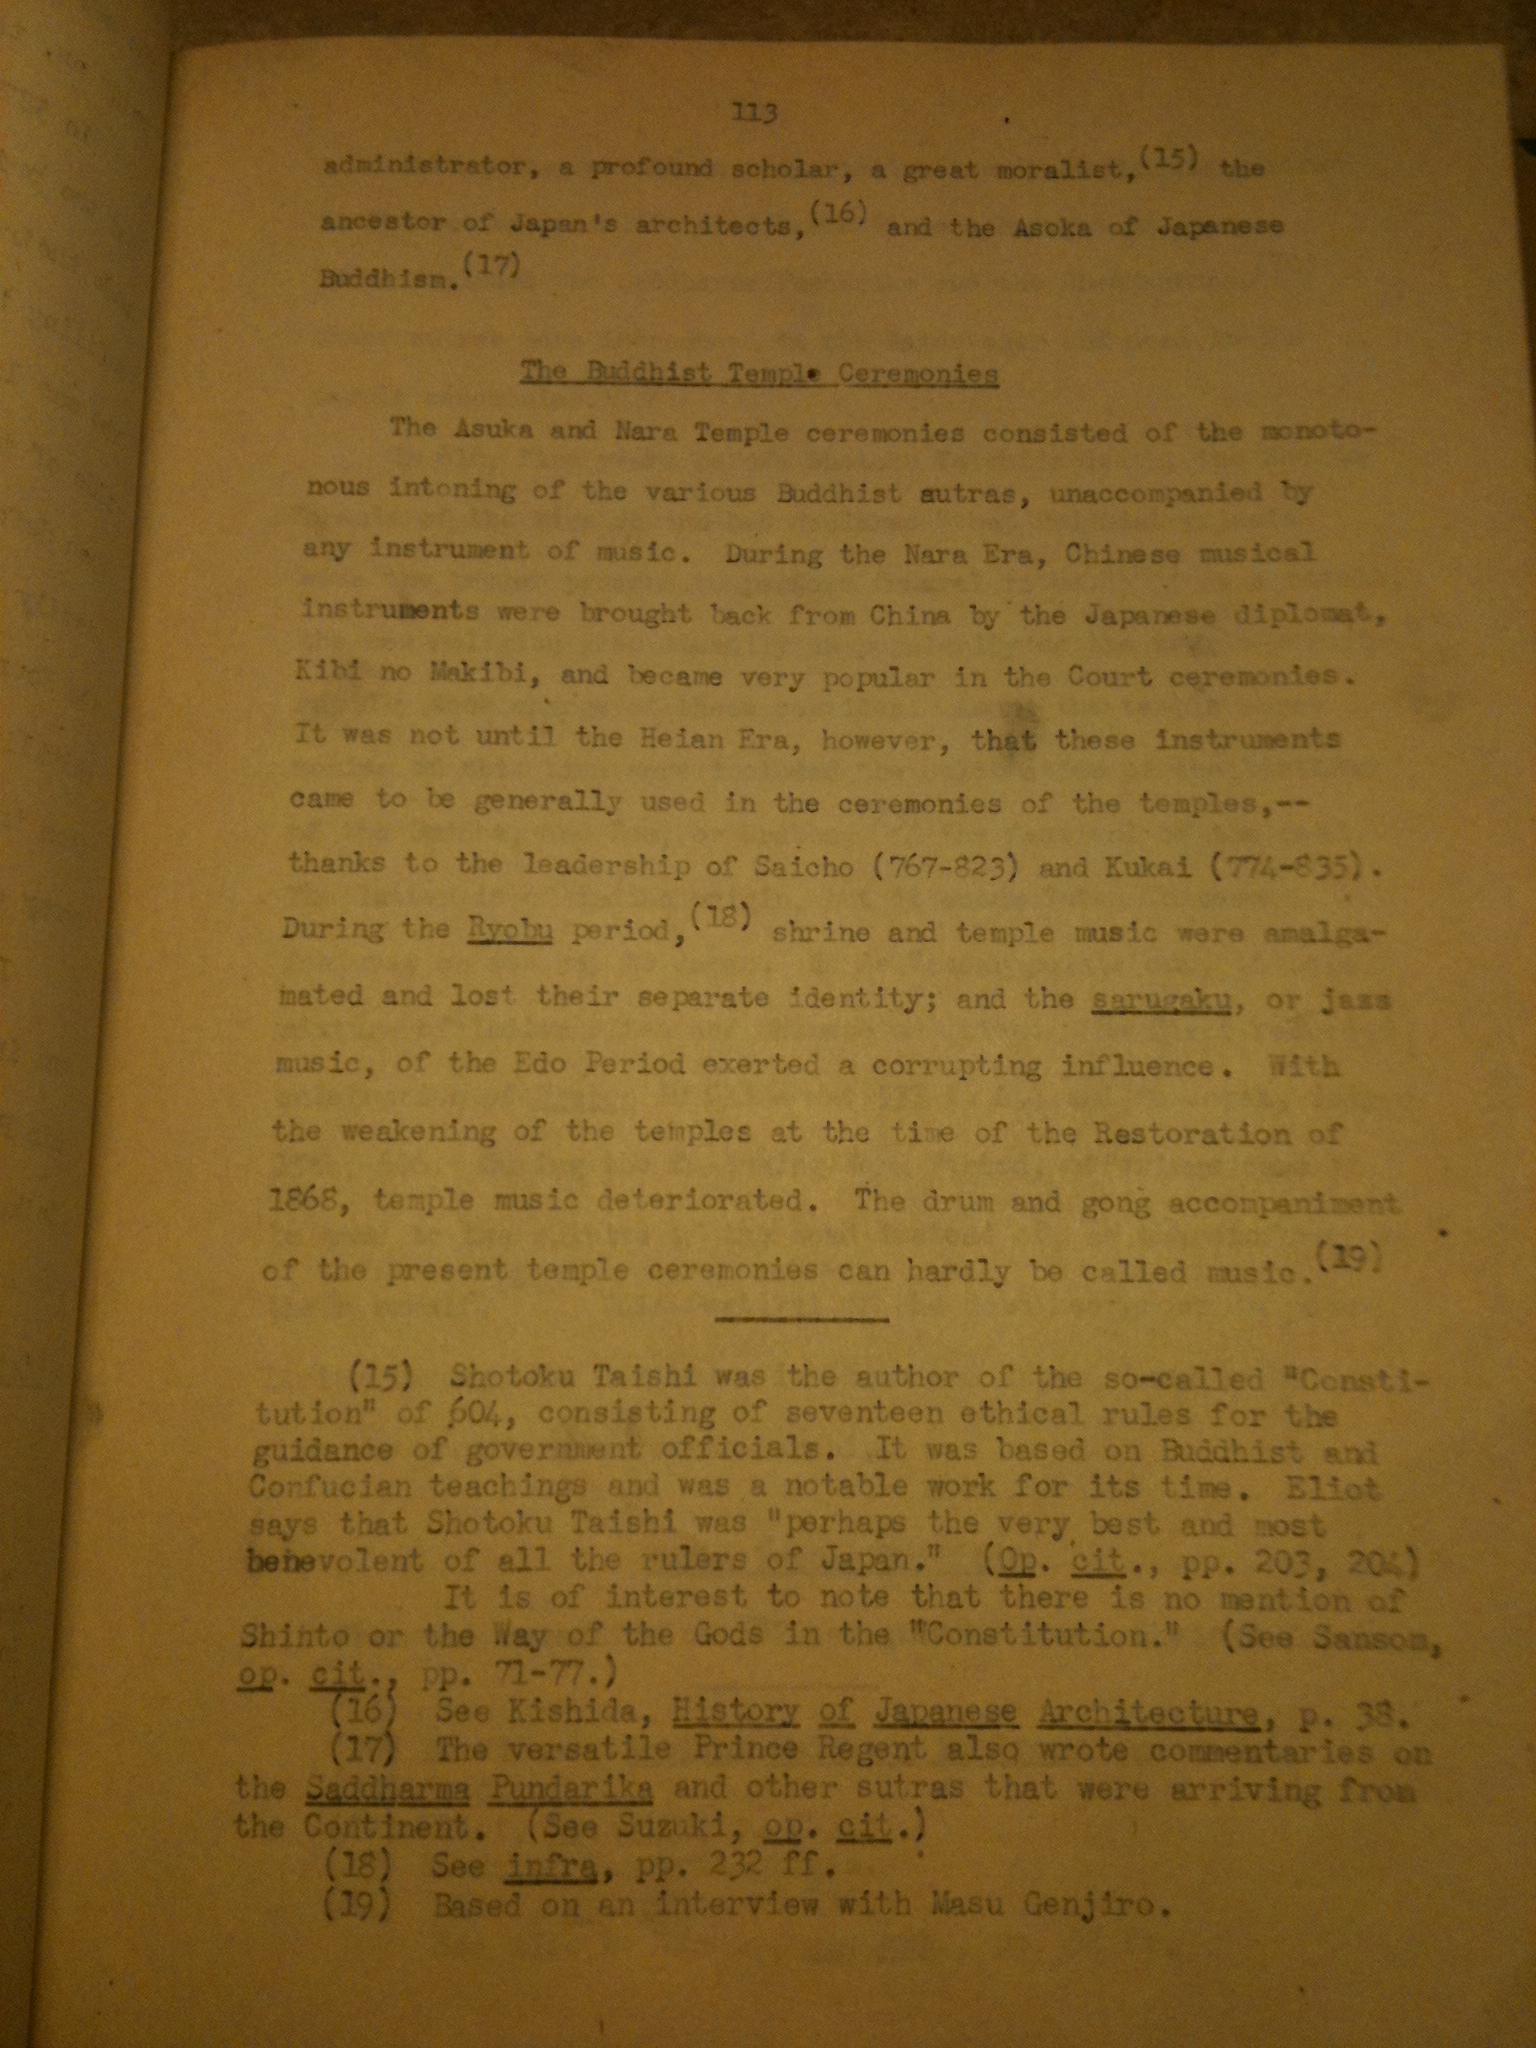 113
administrator, a profound scholar, a great moralist,(15) the
ancestor of Japan's architects,(16) and the Asoka of Japanese
Buddhism.(17)
The Buddhist Temple Ceremonies
The Asuka and Nara Temple ceremonies consisted of the monoto-
nous intoning of the various Buddhist sutras, unaccompanied by
any instrument of music. During the Nara Era, Chinese musical
instruments were brought back from China by the Japanese diplomat,
Kibi no Makibi, and became very popular in the Court ceremonies.
It was not until the Heian Era, however, that these instruments
came to be generally used in the ceremonies of the temples,--
thanks to the leadership of Saicho (767-823) and Kukai (774-835).
During the Ryobu period,(18) shrine and temple music were amalga-
mated and lost their separate identity; and the sarugaku, or jazz
music, of the Edo Period exerted a corrupting influence. With
the weakening of the temples at the time of the Restoration of
1868, temple music deteriorated. The drum and gong accompaniment
of the present temple ceremonies can hardly be called music.(19)
(15) Shotoku Taishi was the author of the so-called "Consti-
tution" of 604, consisting of seventeen ethical rules for the
guidance of government officials. It was based on Buddhist and
Confucian teachings and was a notable work for its time. Eliot
says that Shotoku Taishi was "perhaps the very best and most
benevolent of all the rulers of Japan." (Op. cit., pp. 203, 204)
It is of interest to note that there is no mention of
Shinto or the Way of the Gods in the "Constitution." (See Sansom,
op. cit., pp. 71-77.)
(16) See Kishida, History of Japanese Architecture, p. 38.
(17) The versatile Prince Regent also wrote commentaries on
the Saddharma Pundarika and other sutras that were arriving from
the Continent. (See Suzuki, op. cit.)
(18) See infra, pp. 232 ff.
(19) Based on an interview with Masu Genjiro.